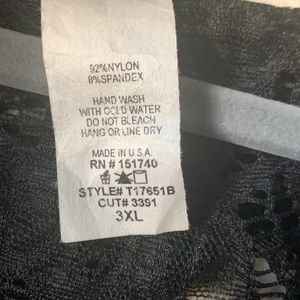 92%NYLON
8%SPANDEX
HAND WASH
WITH COLD WATER
DO NOT BLEACH
HANG OR LINE DRY
MADE IN U.S.A.
RN # 151740
STYLE# T17651B
CUT# 3391
3XL